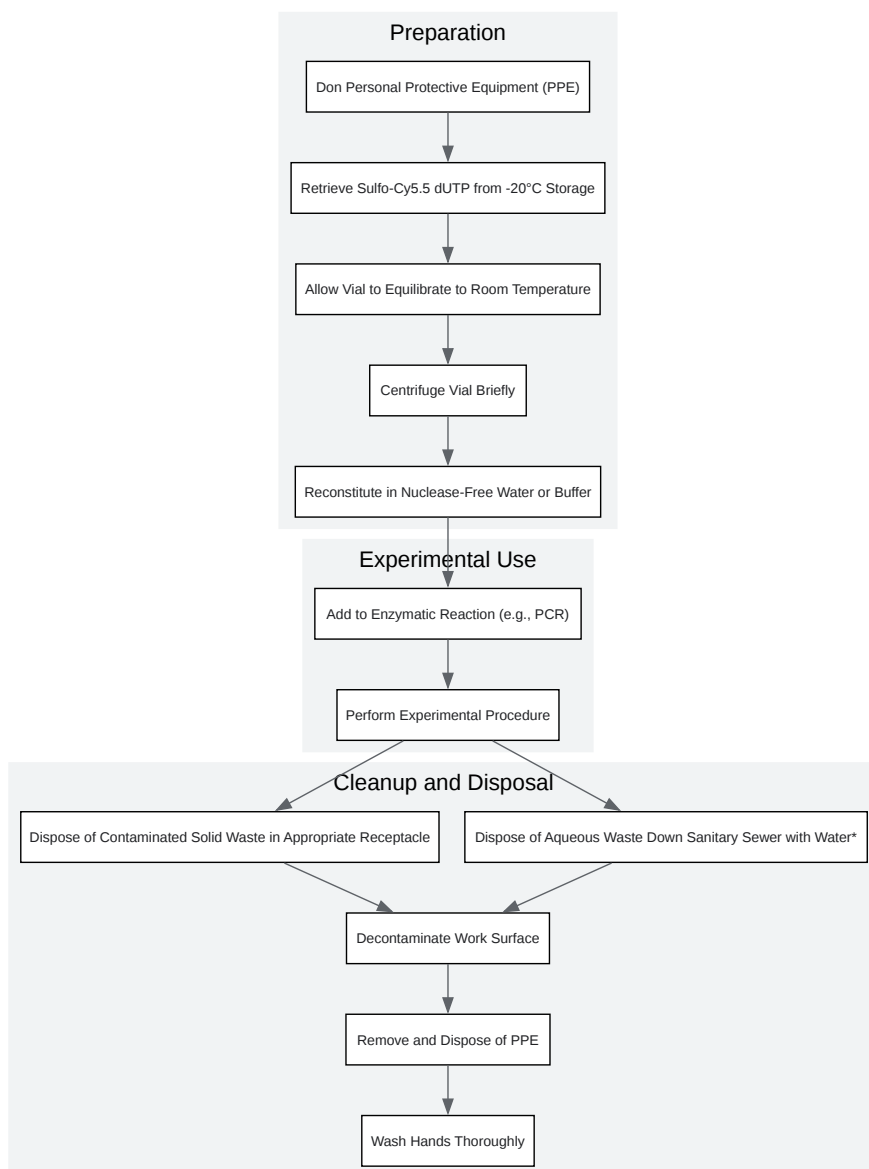 Preparation
Don Personal Protective Equipment (PPE)
Retrieve Sulfo-Cy5.5 dUTP from -20°C Storage
Allow Vial to Equilibrate to Room Temperature
Centrifuge Vial Briefly
Reconstitute in Nuclease-Free Water or Buffer
Experimental Use
Add to Enzymatic Reaction (e.g., PCR)
Perform Experimental Procedure
Cleanup and Disposal
Dispose of Contaminated Solid Waste in Appropriate Receptacle
Dispose of Aqueous Waste Down Sanitary Sewer with Water*
Decontaminate Work Surface
Remove and Dispose of PPE
Wash Hands Thoroughly